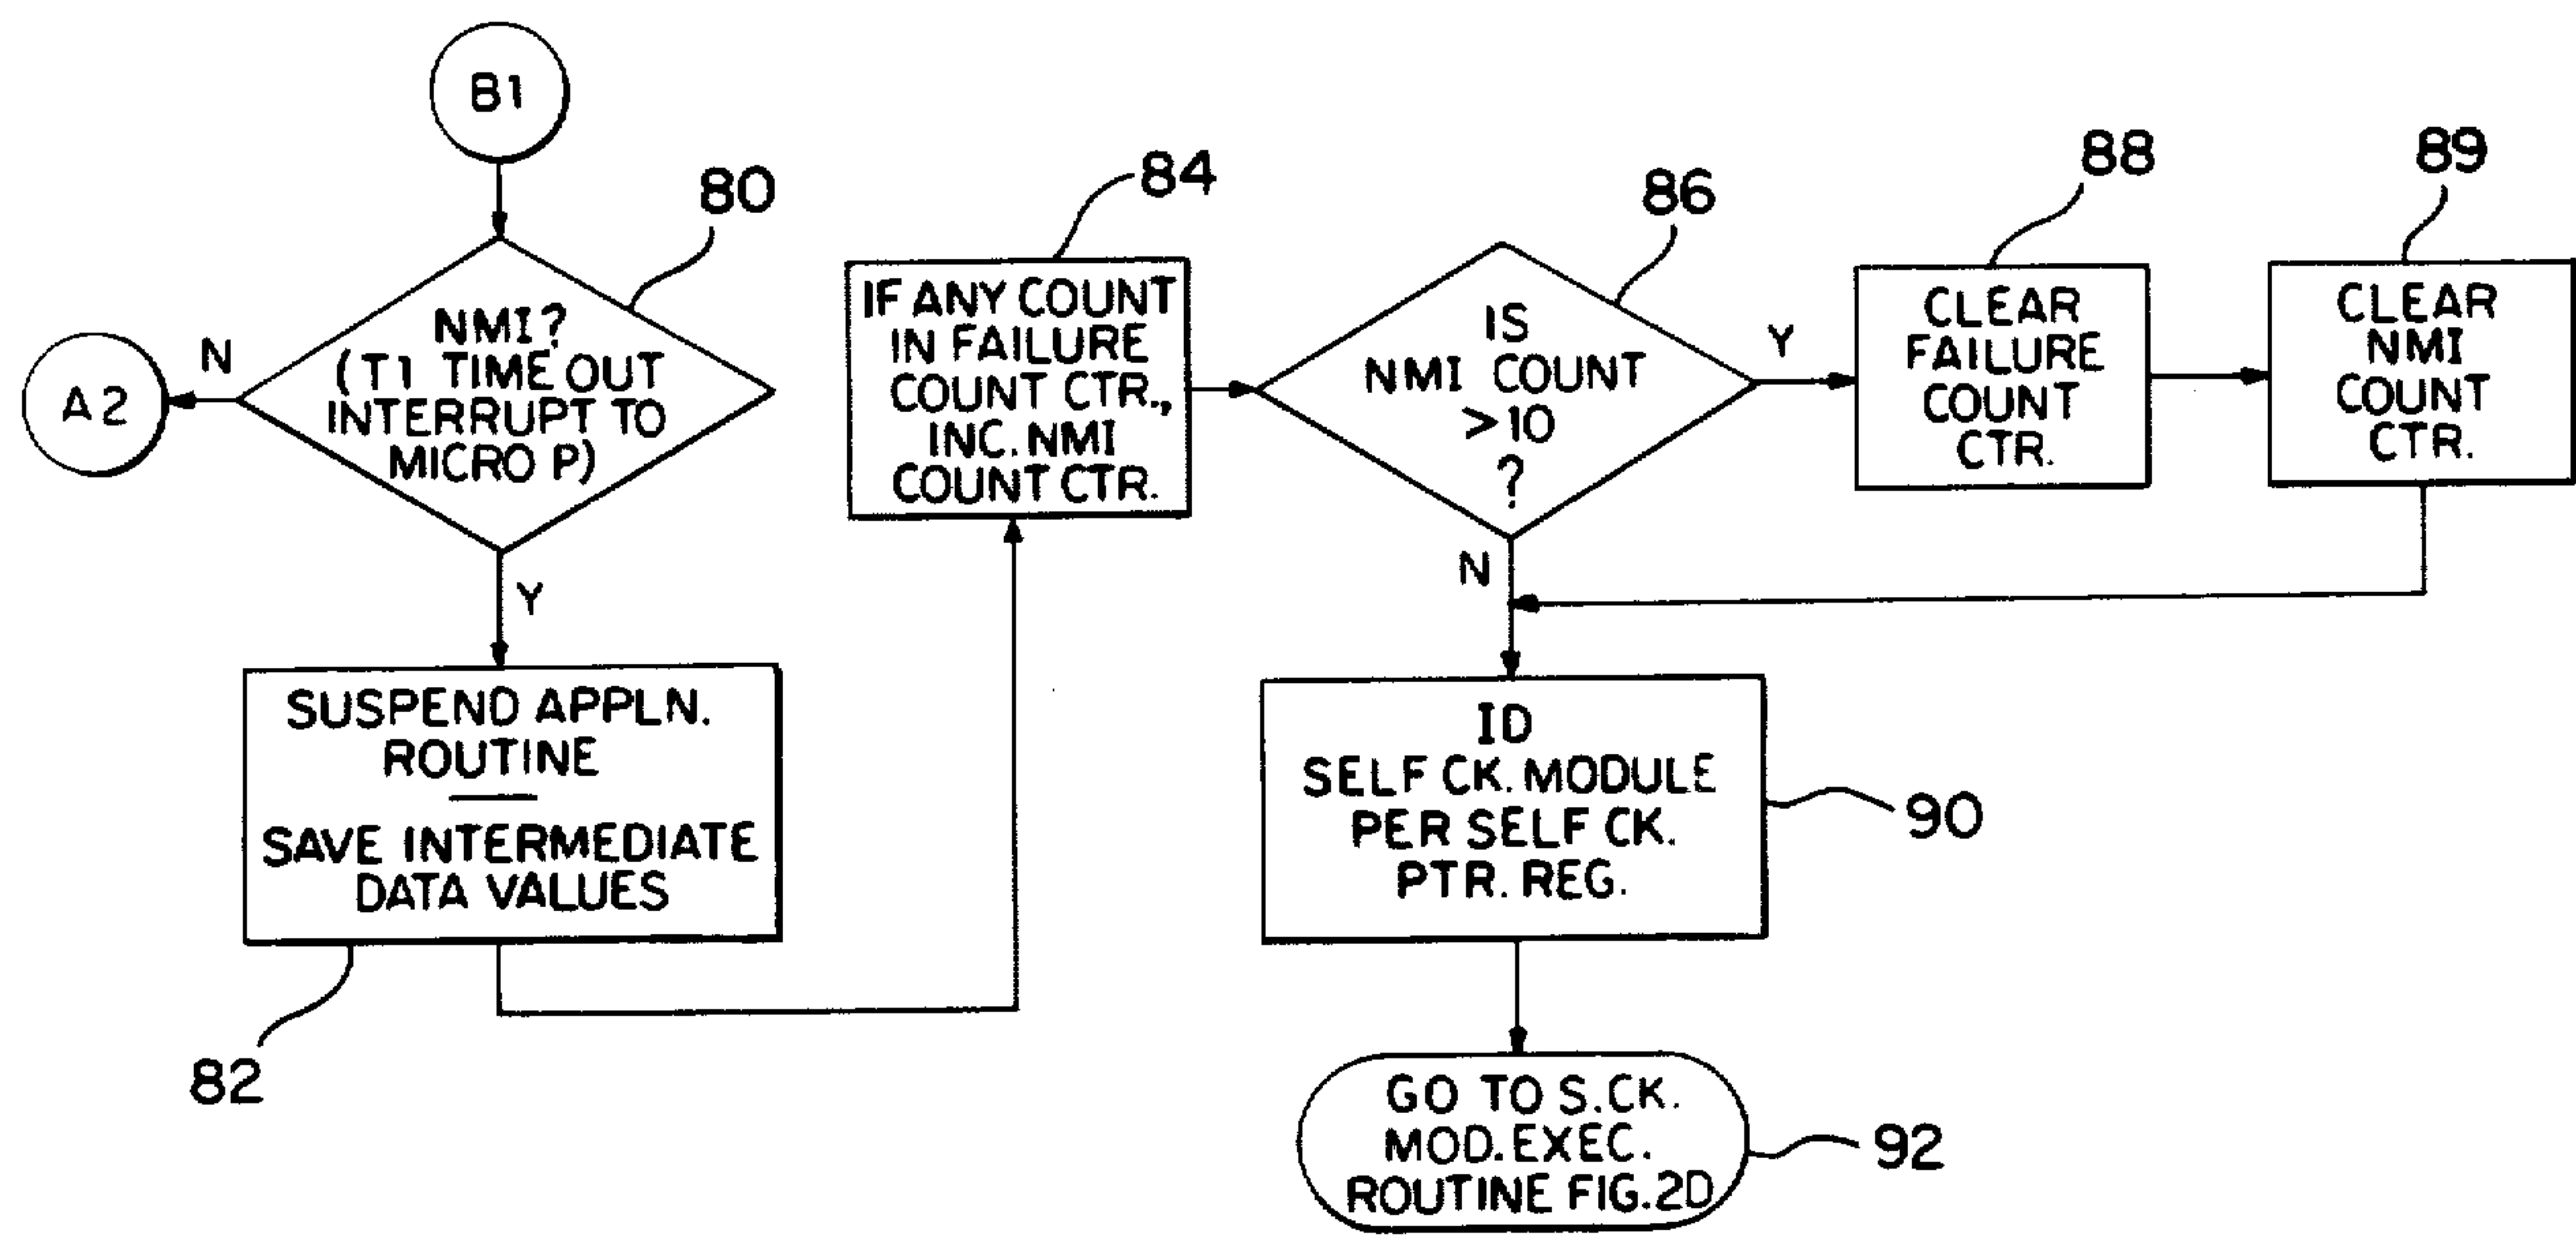 B1
80
NMI?
(T1 TIME OUT
INTERRUPT TO
MICRO P)
N
A2
Y
SUSPEND APPLN.
ROUTINE
SAVE INTERMEDIATE
DATA VALUES
82
84
IF ANY COUNT
IN FAILURE
COUNT CTR.,
INC. NMI
COUNT CTR.
86
IS
NMI COUNT
>10
?
Y
N
88
CLEAR
FAILURE
COUNT
CTR.
89
CLEAR
NMI
COUNT
CTR.
ID
SELF CK. MODULE
PER SELF CK.
PTR. REG.
90
GO TO S.CK.
MOD.EXEC.
ROUTINE FIG.2D
92